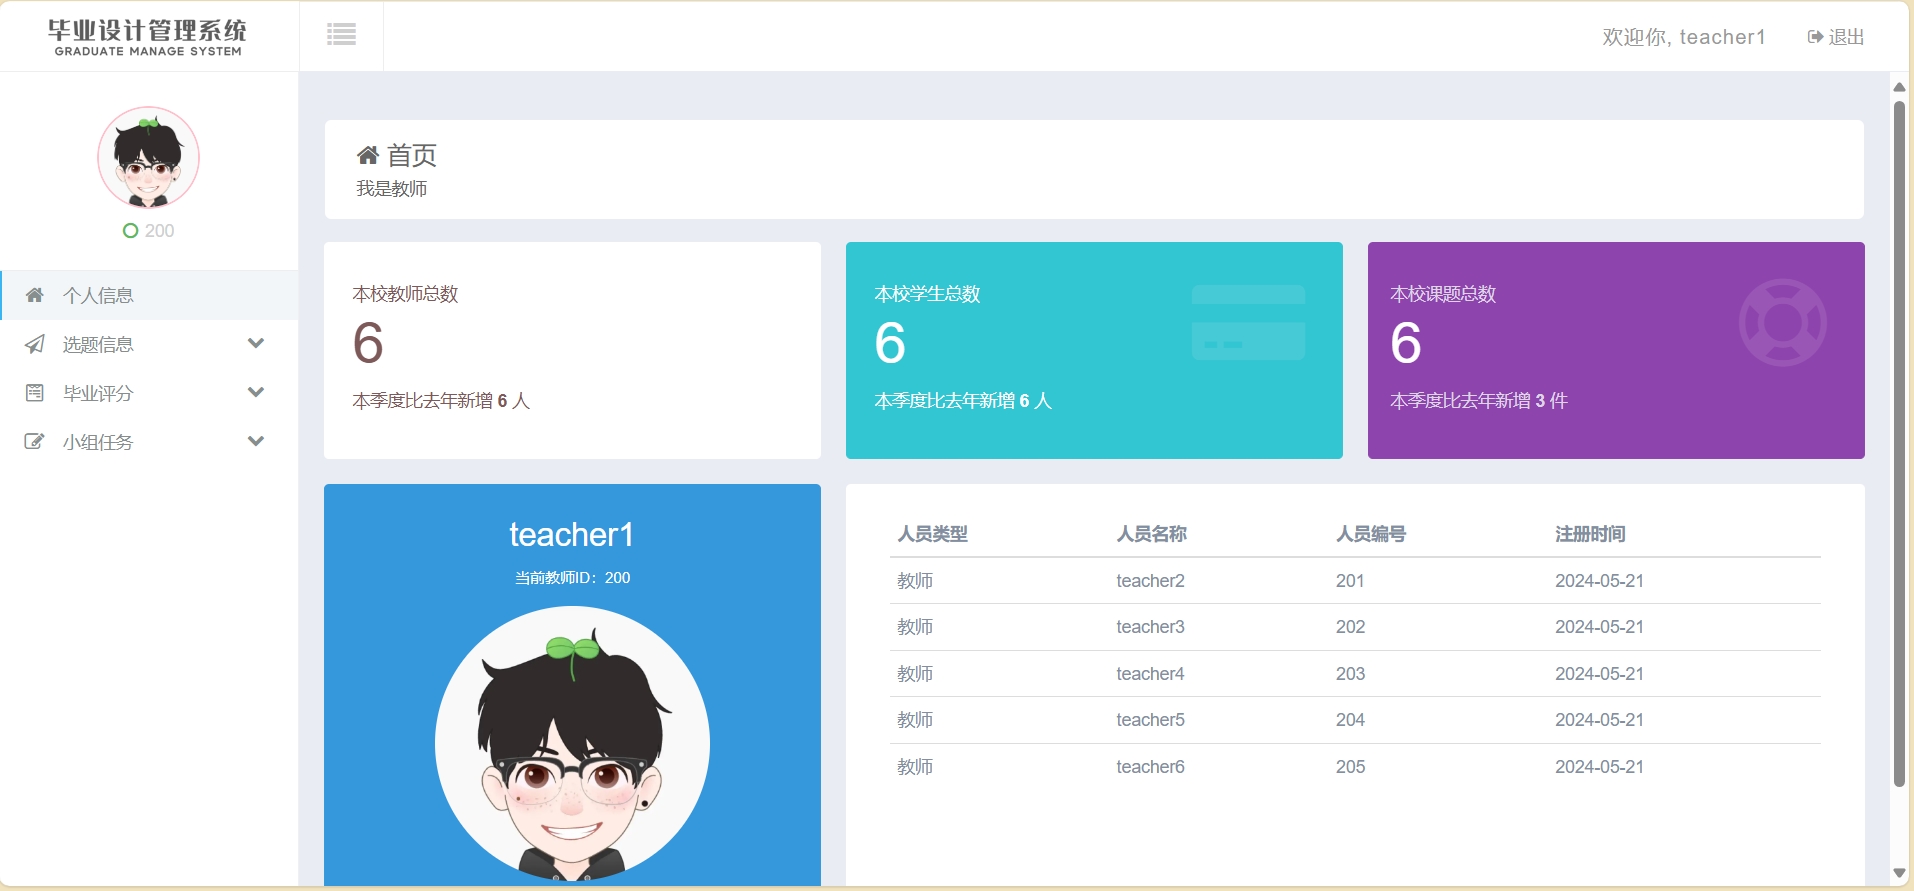 毕业设计管理系统
GRADUATE MANAGE SYSTEM
欢迎你, teacher1
退出
200
个人信息
选题信息
毕业评分
小组任务
首页
我是教师
本校教师总数
6
本季度比去年新增 6 人
本校学生总数
6
本季度比去年新增 6 人
本校课题总数
6
本季度比去年新增 3 件
teacher1
当前教师ID：200
人员类型 人员名称 人员编号 注册时间
教师 teacher2 201 2024-05-21
教师 teacher3 202 2024-05-21
教师 teacher4 203 2024-05-21
教师 teacher5 204 2024-05-21
教师 teacher6 205 2024-05-21